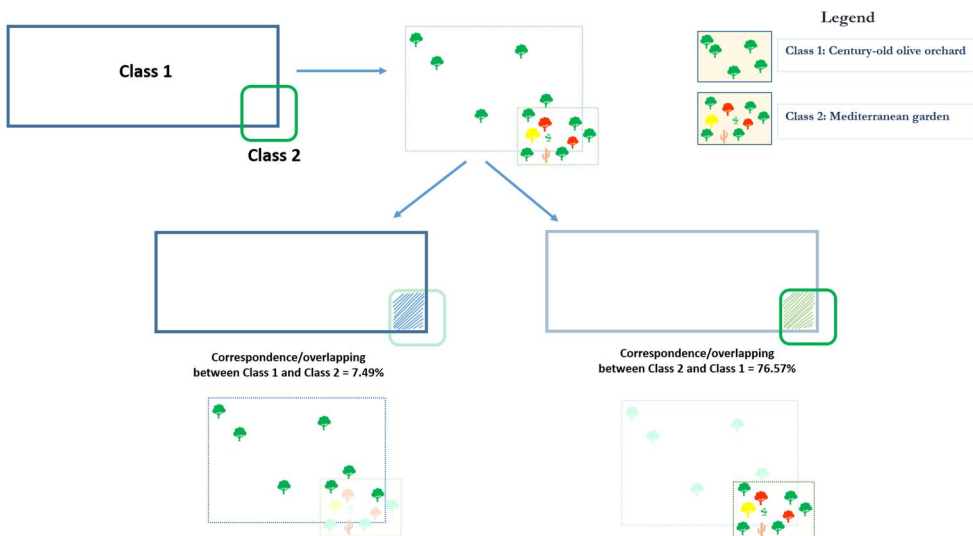 Legend
Class 1
Class 1: Century-old olive orchard
Class 2: Mediterranean garden
Class 2
Correspondence/overlapping
between Class 1 and Class 2 = 7.49%
Correspondence/overlapping
between Class 2 and Class 1 = 76.57%